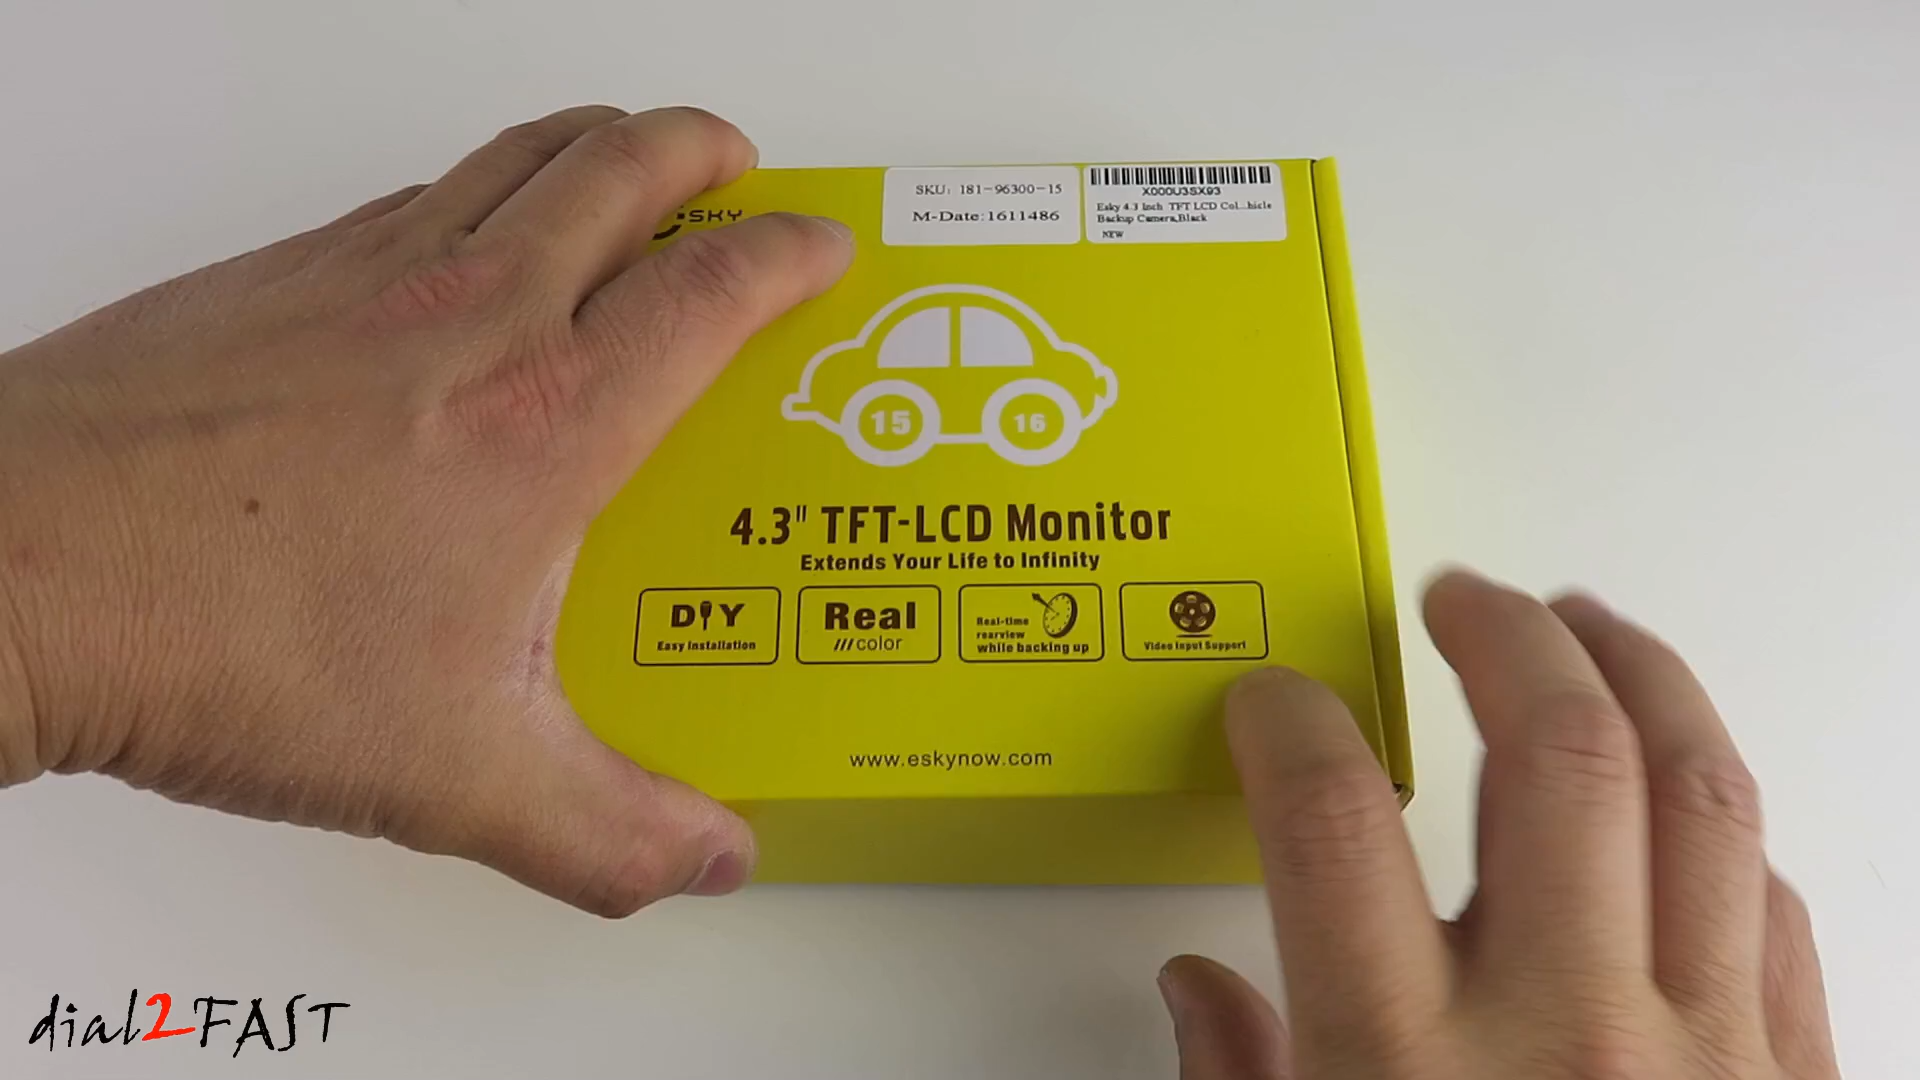 SKY
SKU: 181-96300-15
M-Date:1611486
X000U3SX93
Esky 4.3 Inch TFT LCD Col...hicle
Backup Camera,Black
NEW
15
16
4.3" TFT-LCD Monitor
Extends Your Life to Infinity
DIY
Easy Installation
Real
color
Real-time
rearview
while backing up
Video Input Support
www.eskynow.com
dial2FAST